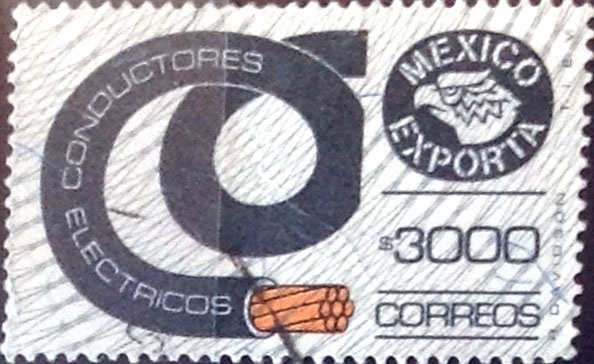 CONDUCTORES
ELECTRICOS
MEXICO
EXPORTA
$3000
CORREOS